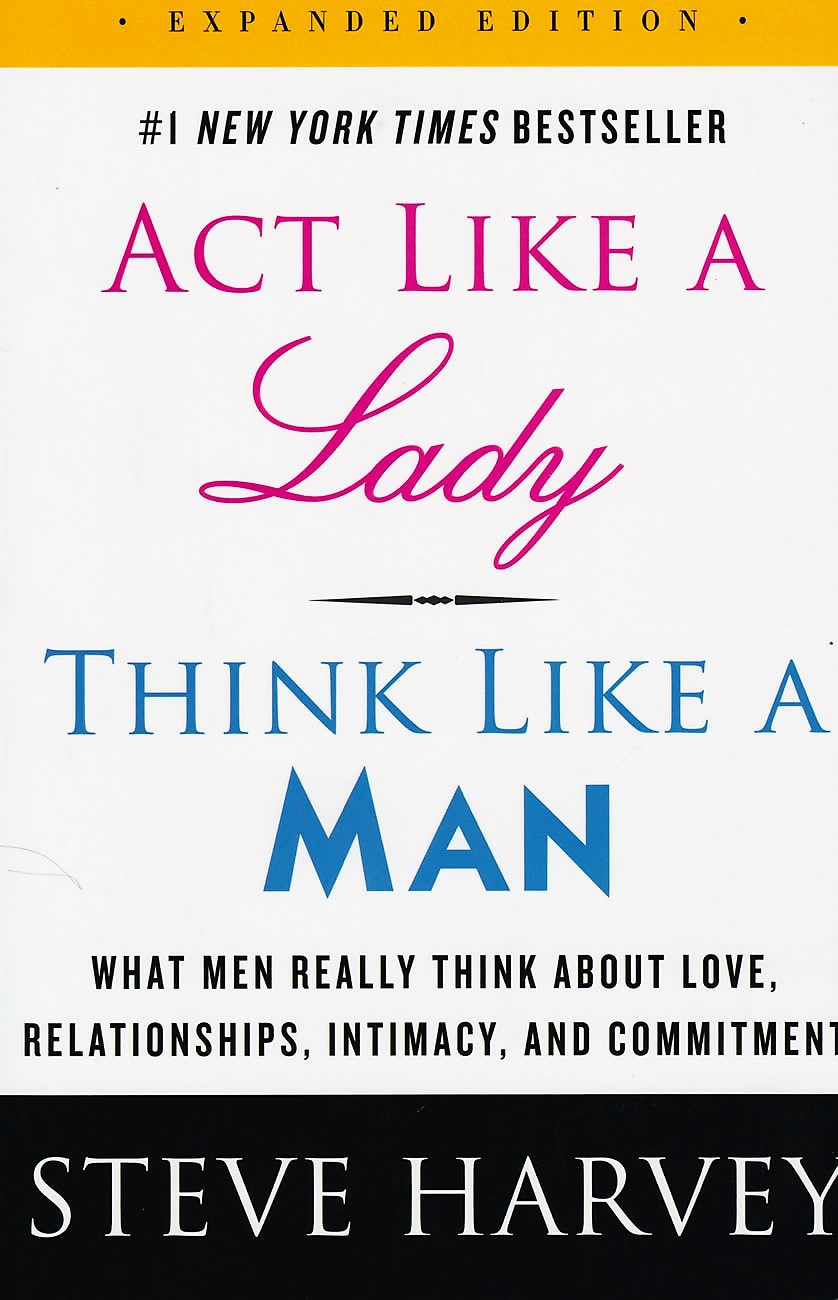 · EXPANDED EDITION ·
#1 NEW YORK TIMES BESTSELLER
ACT LIKE A
Lady
THINK LIKE A
MAN
WHAT MEN REALLY THINK ABOUT LOVE,
RELATIONSHIPS, INTIMACY, AND COMMITMENT
STEVE HARVEY